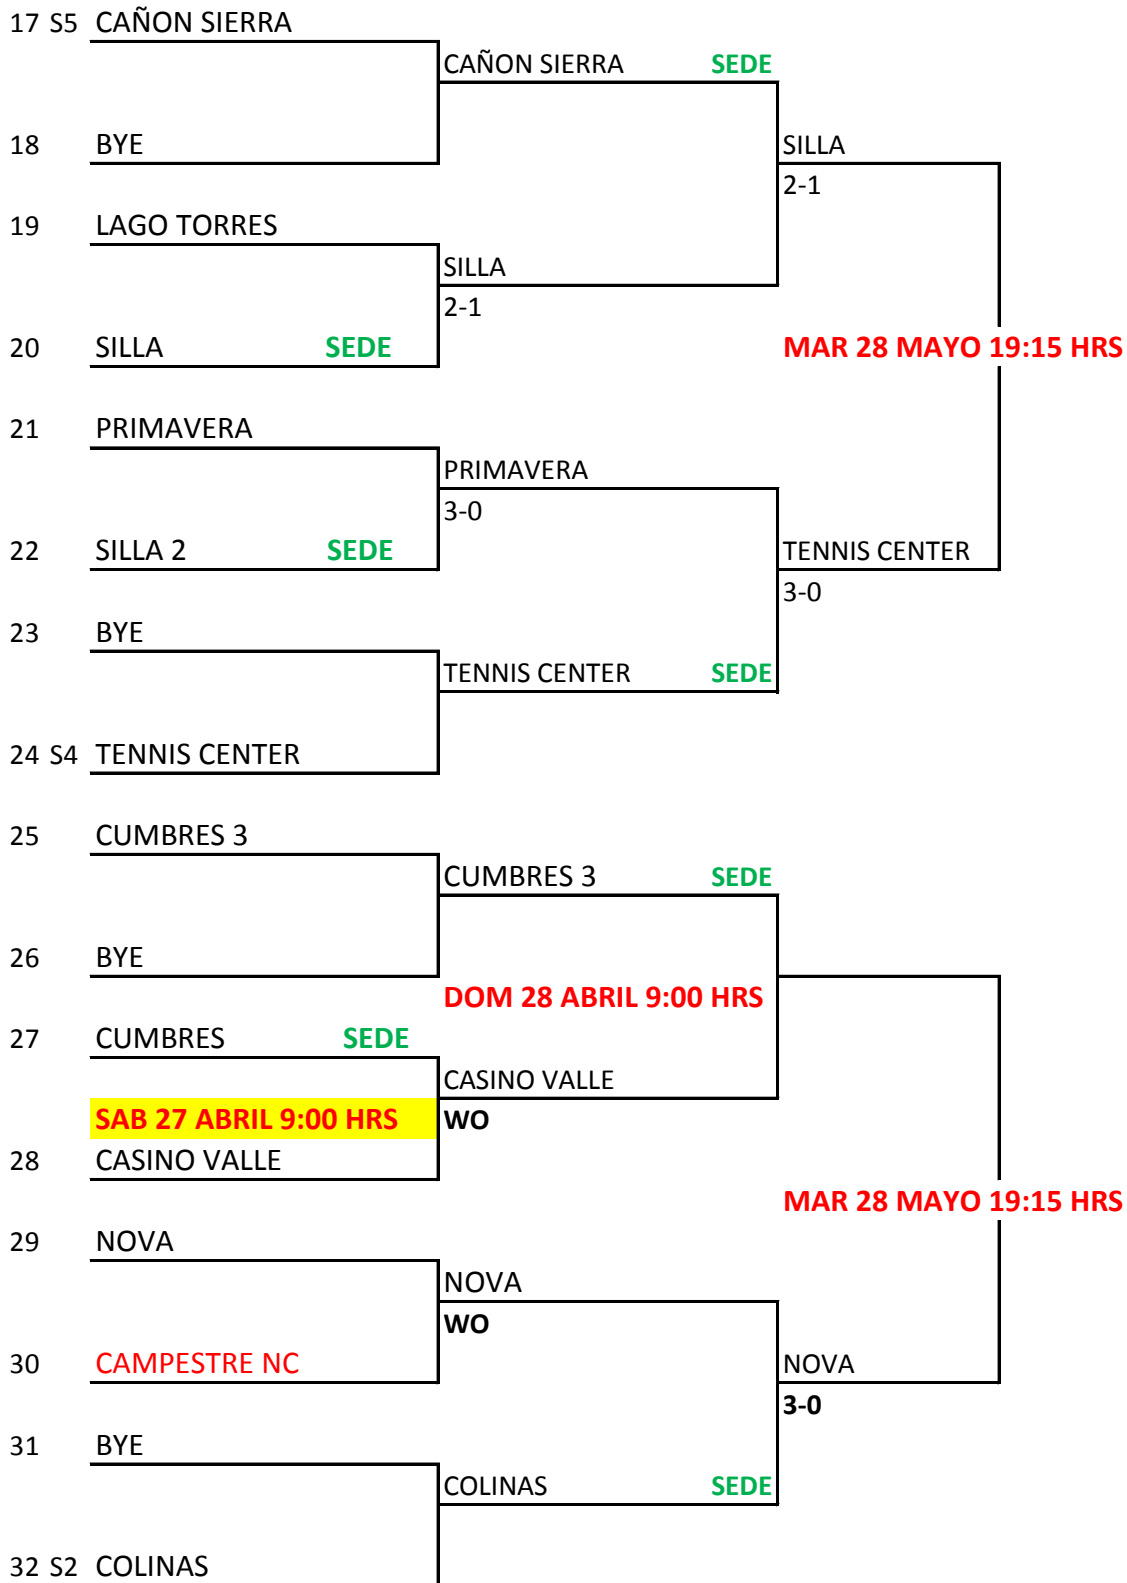 17 S5 CAÑON SIERRA
CAÑON SIERRA SEDE
18 BYE
SILLA
2-1
19 LAGO TORRES
SILLA
2-1
20 SILLA SEDE
MAR 28 MAYO 19:15 HRS
21 PRIMAVERA
PRIMAVERA
3-0
22 SILLA 2 SEDE
TENNIS CENTER
3-0
23 BYE
TENNIS CENTER SEDE
24 S4 TENNIS CENTER
25 CUMBRES 3
CUMBRES 3 SEDE
26 BYE
DOM 28 ABRIL 9:00 HRS
27 CUMBRES SEDE
CASINO VALLE
SAB 27 ABRIL 9:00 HRS WO
28 CASINO VALLE
MAR 28 MAYO 19:15 HRS
29 NOVA
NOVA
WO
30 CAMPESTRE NC
NOVA
3-0
31 BYE
COLINAS SEDE
32 S2 COLINAS